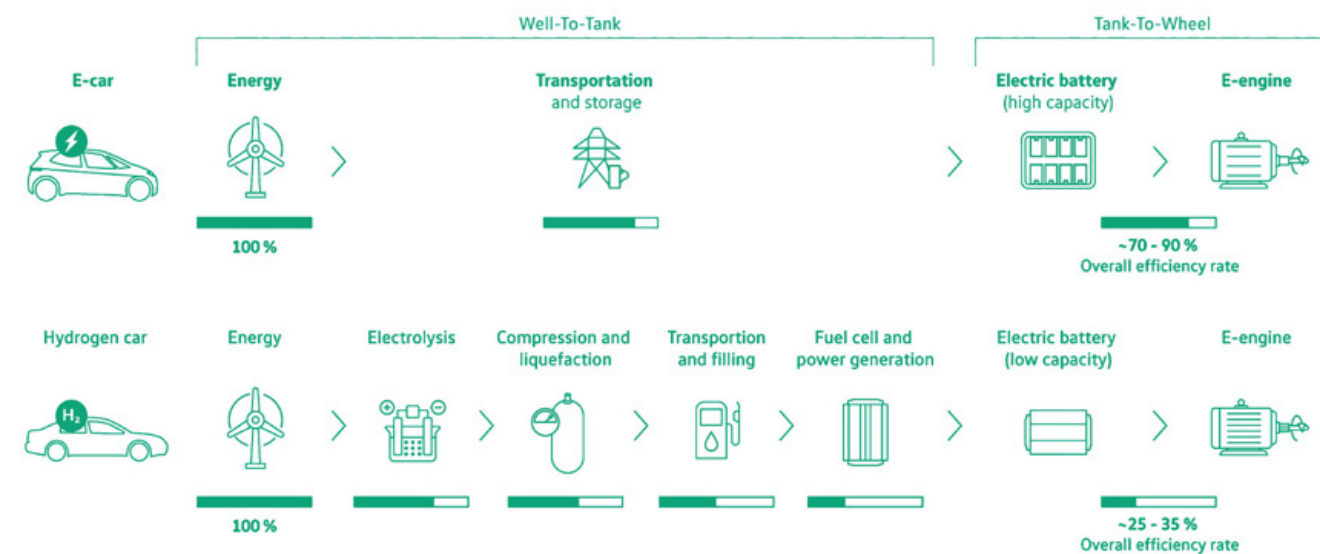 Well-To-Tank
Tank-To-Wheel
E-car
Energy
Transportation
and storage
Electric battery
(high capacity)
E-engine
100 %
~70 - 90 %
Overall efficiency rate
Hydrogen car
Energy
Electrolysis
Compression and
liquefaction
Transportion
and filling
Fuel cell and
power generation
Electric battery
(low capacity)
E-engine
H₂
100 %
~25 - 35 %
Overall efficiency rate